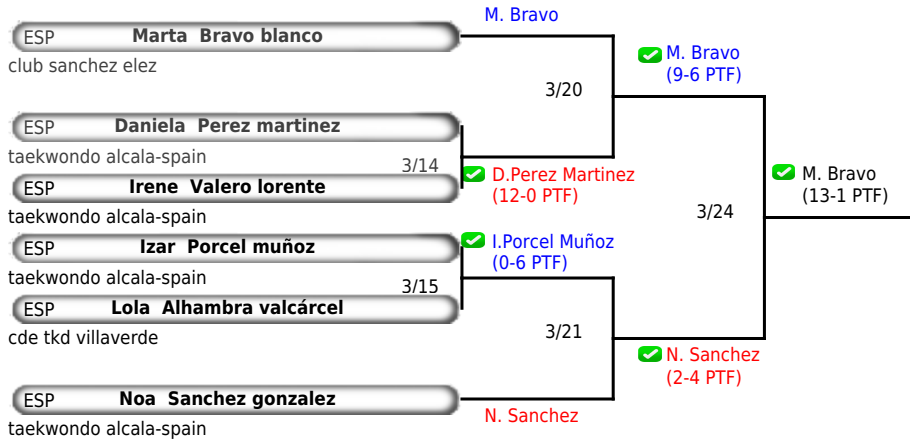 M. Bravo
ESP Marta Bravo blanco
club sanchez elez
M. Bravo
(9-6 PTF)
3/20
ESP Daniela Perez martinez
taekwondo alcala-spain
3/14
D.Perez Martinez
(12-0 PTF)
ESP Irene Valero lorente
taekwondo alcala-spain
M. Bravo
(13-1 PTF)
3/24
ESP Izar Porcel muñoz
taekwondo alcala-spain
I.Porcel Muñoz
(0-6 PTF)
3/15
ESP Lola Alhambra valcárcel
cde tkd villaverde
3/21
N. Sanchez
(2-4 PTF)
ESP Noa Sanchez gonzalez
taekwondo alcala-spain
N. Sanchez